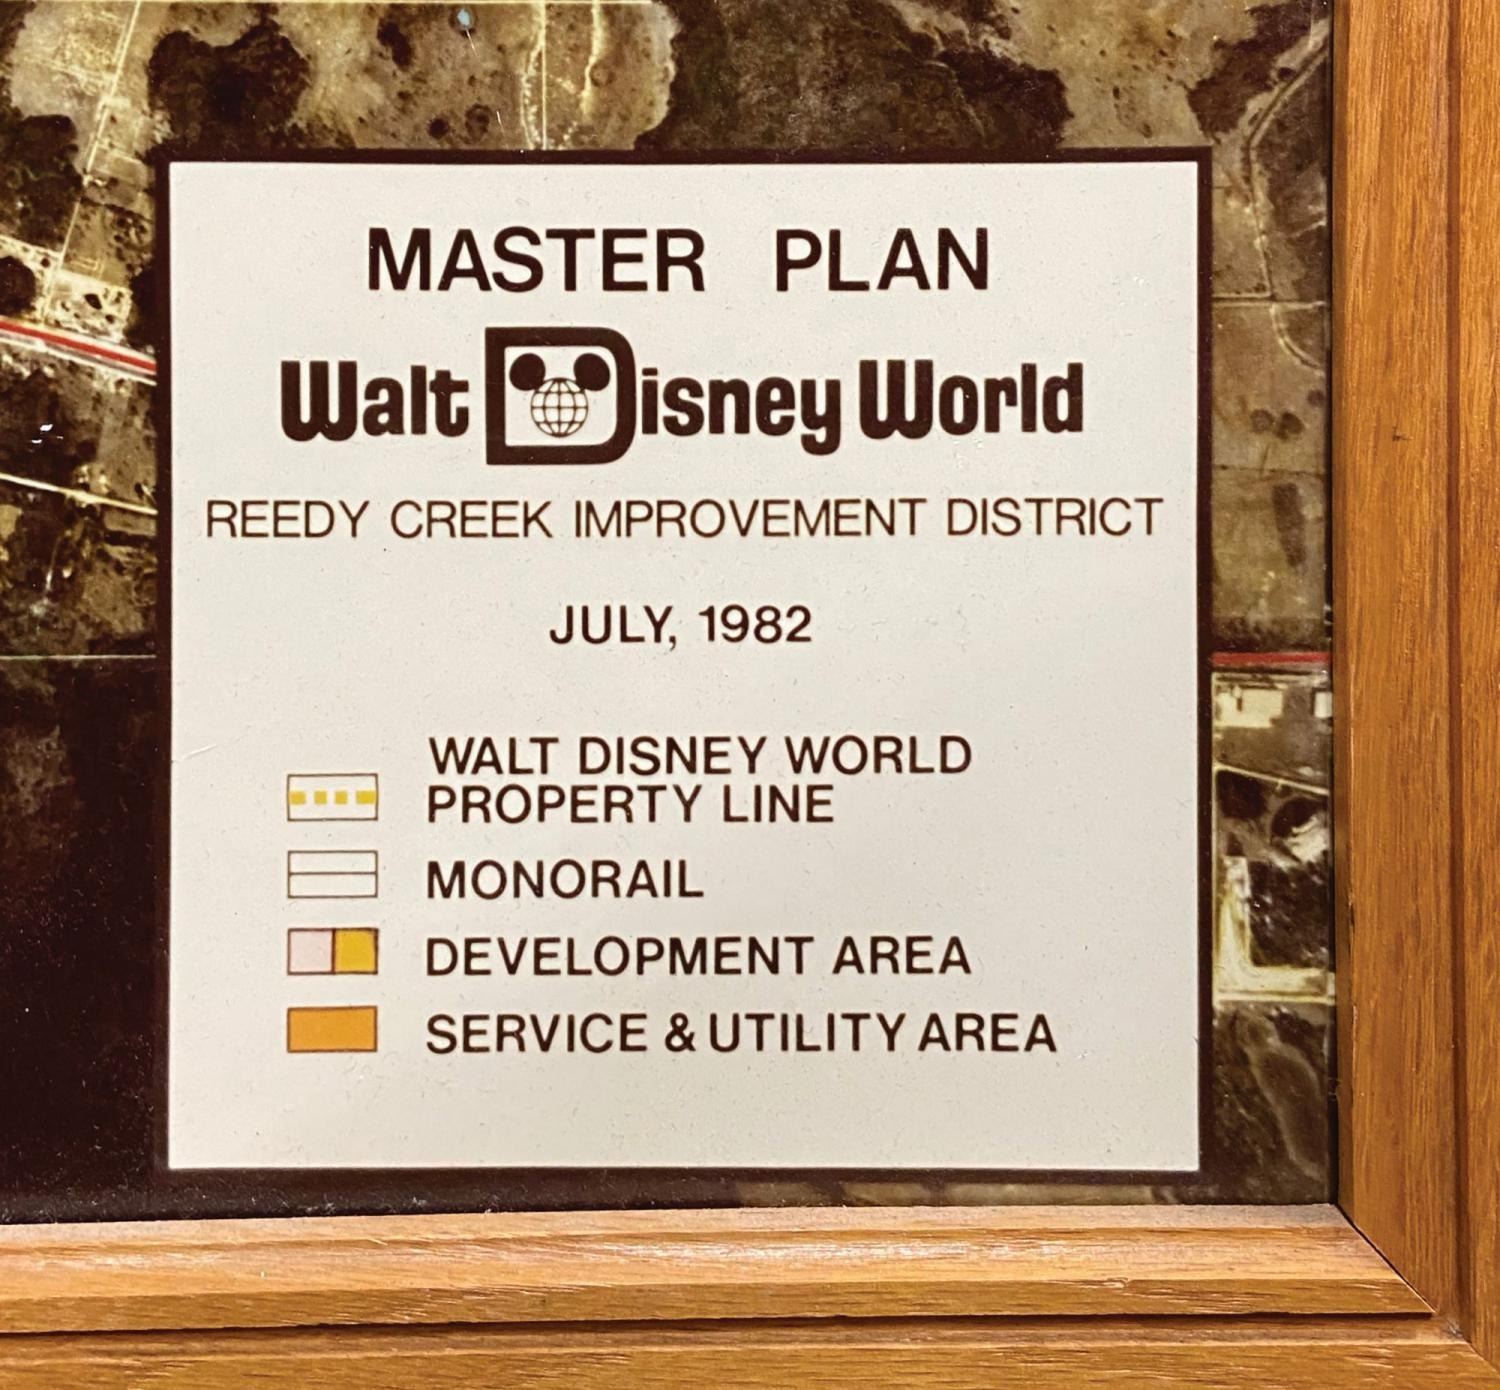 MASTER PLAN
Walt Disney World
REEDY CREEK IMPROVEMENT DISTRICT
JULY, 1982
WALT DISNEY WORLD
PROPERTY LINE
MONORAIL
DEVELOPMENT AREA
SERVICE & UTILITY AREA